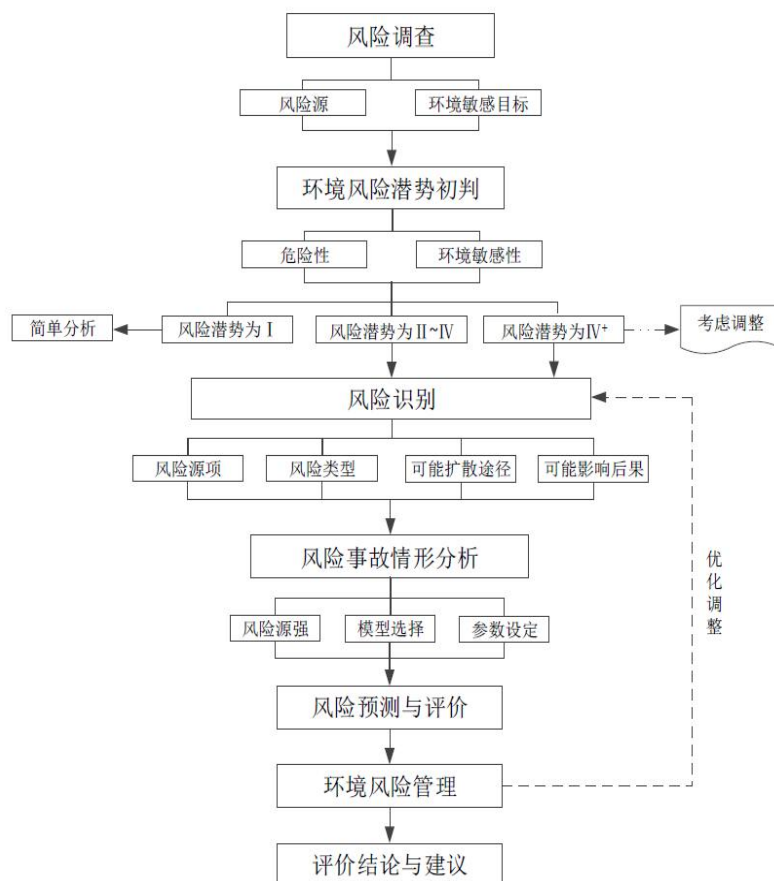 风险调查
风险源
环境敏感目标
环境风险潜势初判
危险性
环境敏感性
简单分析
风险潜势为Ⅰ
风险潜势为Ⅱ~Ⅳ
风险潜势为Ⅳ⁺
考虑调整
风险识别
风险源项
风险类型
可能扩散途径
可能影响后果
风险事故情形分析
优化调整
风险源强
模型选择
参数设定
风险预测与评价
环境风险管理
评价结论与建议